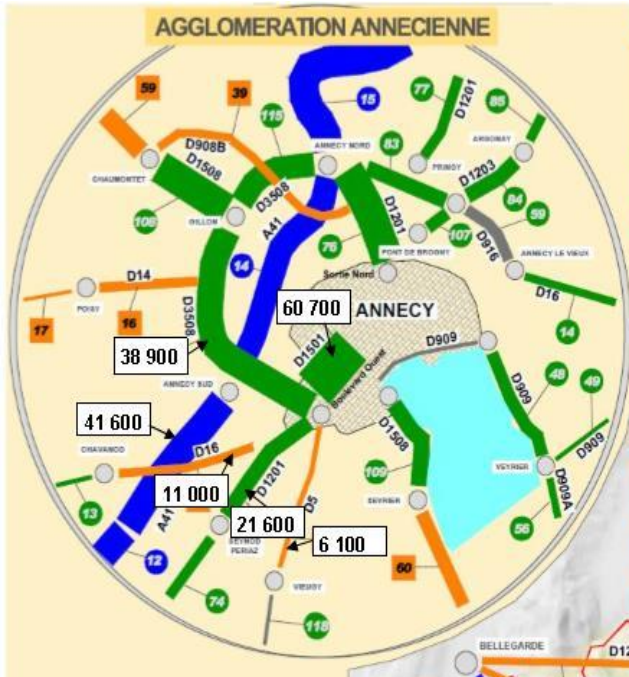 AGGLOMERATION ANNECIENNE
59
39
15
77
D1201
85
115
ANNECY NORD
83
ARGONAY
D908B
D1508
CHAUMONTET
PRINGY
D1203
84
59
108
D3508
GILLON
A41
D1201
76
107
D916
PONT DE BROGNY
ANNECY LE VIEUX
14
Sortie Nord
D14
D16
POISY
60 700
ANNECY
17
16
D3508
14
D1501
D909
38 900
Boulevard Ouest
ANNECY SUD
D909
48
49
41 600
D1508
CHAVANOD
D16
D909
VEYRIER
109
D1201
D909A
11 000
SEVRIER
13
A41
21 600
D5
56
SEYNOD
PERIAZ
6 100
12
60
VIEUGY
74
118
BELLEGARDE
D12